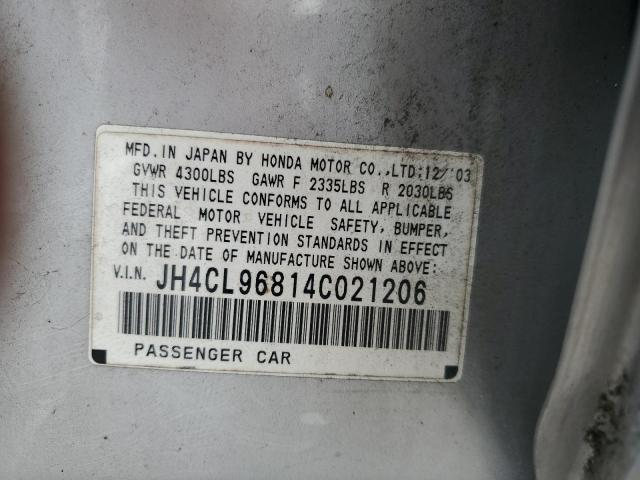 MFD. IN JAPAN BY HONDA MOTOR CO., LTD; 12/'03
GVWR 4300LBS GAWR F 2335LBS R 2030LBS
THIS VEHICLE CONFORMS TO ALL APPLICABLE
FEDERAL MOTOR VEHICLE SAFETY, BUMPER,
AND THEFT PREVENTION STANDARDS IN EFFECT
ON THE DATE OF MANUFACTURE SHOWN ABOVE:
V.I.N. JH4CL96814C021206
PASSENGER CAR